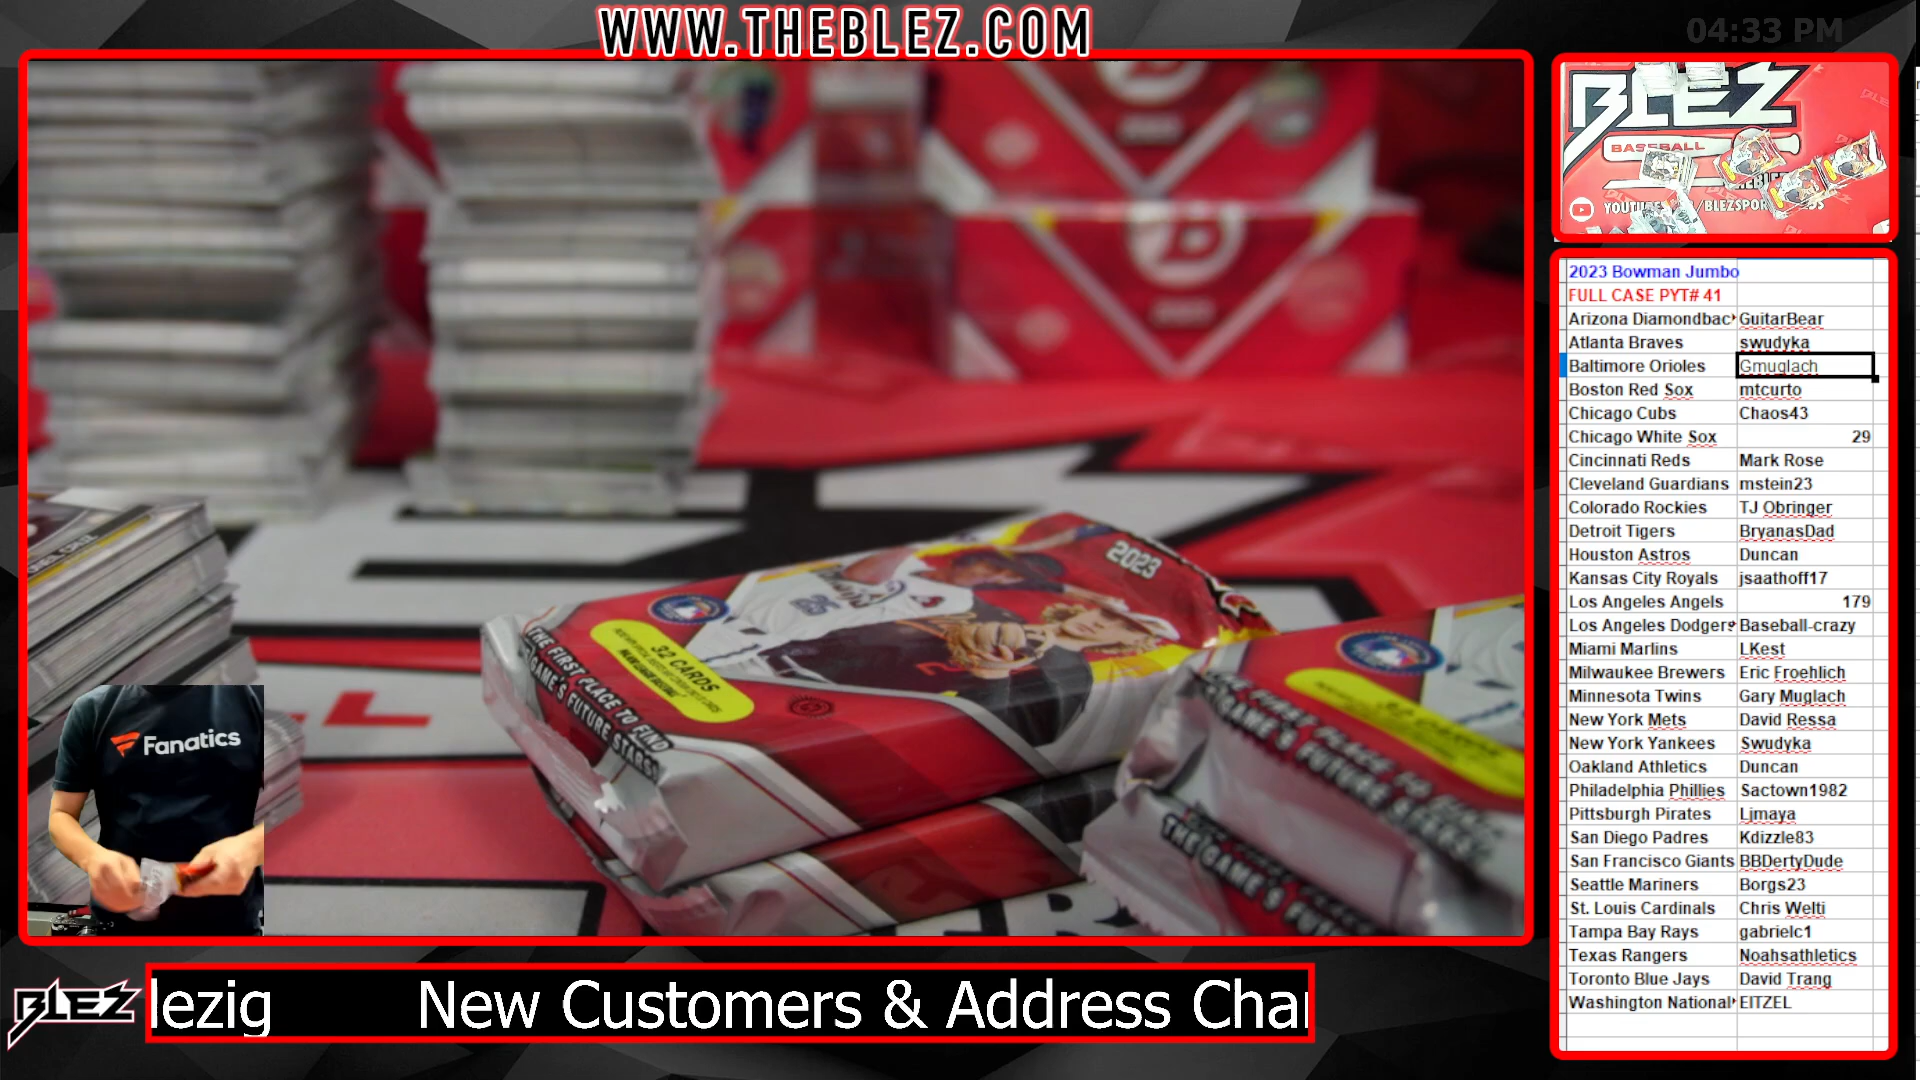 WWW.THEBLEZ.COM
04:33 PM
BLEZ
BASEBALL
2023
32 CARDS
THE FIRST PLACE TO FIND
GAME'S FUTURE STARS!
THE GAME'S FU
Fanatics
2023 Bowman Jumbo
FULL CASE PYT# 41
Arizona Diamondbac GuitarBear
Atlanta Braves swudyka
Baltimore Orioles Gmuglach
Boston Red Sox mtcurto
Chicago Cubs Chaos43
Chicago White Sox 29
Cincinnati Reds Mark Rose
Cleveland Guardians mstein23
Colorado Rockies TJ Obringer
Detroit Tigers BryanasDad
Houston Astros Duncan
Kansas City Royals jsaathoff17
Los Angeles Angels 179
Los Angeles Dodgers Baseball-crazy
Miami Marlins LKest
Milwaukee Brewers Eric Froehlich
Minnesota Twins Gary Muglach
New York Mets David Ressa
New York Yankees Swudyka
Oakland Athletics Duncan
Philadelphia Phillies Sactown1982
Pittsburgh Pirates Ljmaya
San Diego Padres Kdizzle83
San Francisco Giants BBDertyDude
Seattle Mariners Borgs23
St. Louis Cardinals Chris Welti
Tampa Bay Rays gabrielc1
Texas Rangers Noahsathletics
Toronto Blue Jays David Trang
Washington National EITZEL
BLEZ
lezig New Customers & Address Cha